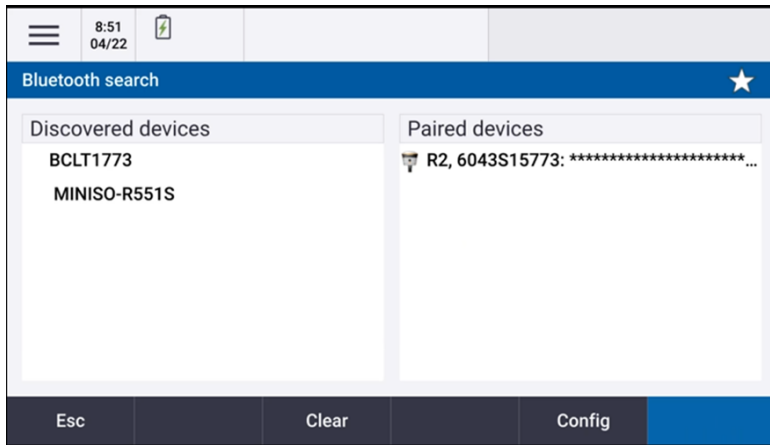 8:51
04/22
Bluetooth search
Discovered devices
BCLT1773
MINISO-R551S
Paired devices
R2, 6043S15773: **********************...
Esc
Clear
Config